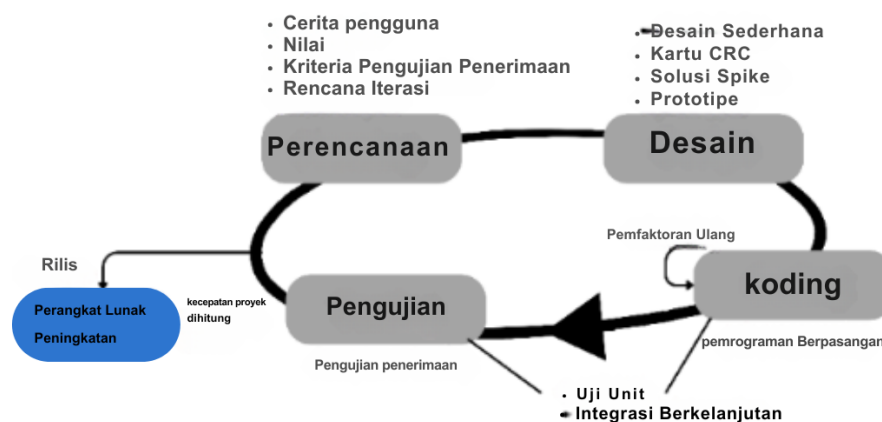 • Cerita pengguna
• Nilai
• Kriteria Pengujian Penerimaan
• Rencana Iterasi
• Desain Sederhana
• Kartu CRC
• Solusi Spike
• Prototipe
Perencanaan
Desain
Pemfaktoran Ulang
Rilis
koding
Perangkat Lunak
Peningkatan
kecepatan proyek
dihitung
Pengujian
pemrograman Berpasangan
Pengujian penerimaan
• Uji Unit
• Integrasi Berkelanjutan